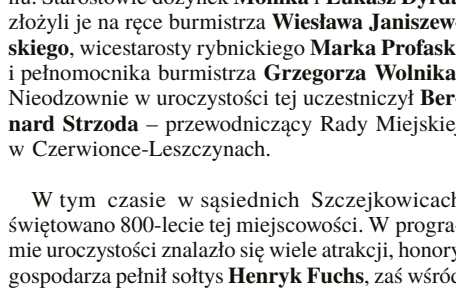 nu. Starostowie dożynek Monika i Łukasz Dyrda
złożyli je na ręce burmistrza Wiesława Janiszew-
skiego, wicestarosty rybnickiego Marka Profaski
i pełnomocnika burmistrza Grzegorza Wolnika.
Nieodzownie w uroczystości tej uczestniczył Ber-
nard Strzoda – przewodniczący Rady Miejskiej
w Czerwionce-Leszczynach.
W tym czasie w sąsiednich Szczejkowicach
świętowano 800-lecie tej miejscowości. W progra-
mie uroczystości znalazło się wiele atrakcji, honory
gospodarza pełnił sołtys Henryk Fuchs, zaś wśród